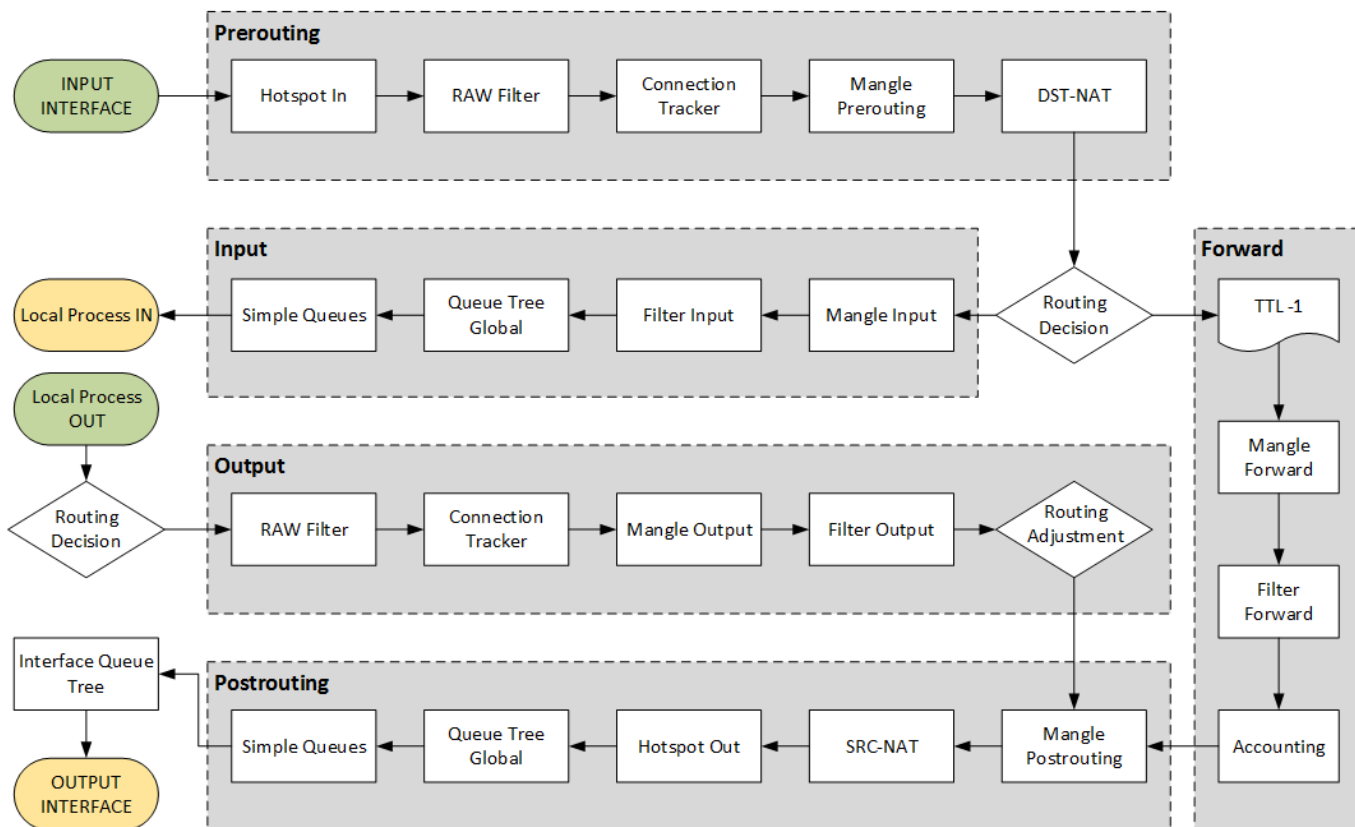 Prerouting
INPUT
INTERFACE
Hotspot In
RAW Filter
Connection
Tracker
Mangle
Prerouting
DST-NAT
Input
Local Process IN
Simple Queues
Queue Tree
Global
Filter Input
Mangle Input
Routing
Decision
Forward
TTL -1
Mangle
Forward
Filter
Forward
Accounting
Local Process
OUT
Routing
Decision
Output
RAW Filter
Connection
Tracker
Mangle Output
Filter Output
Routing
Adjustment
Postrouting
Interface Queue
Tree
Simple Queues
Queue Tree
Global
Hotspot Out
SRC-NAT
Mangle
Postrouting
OUTPUT
INTERFACE